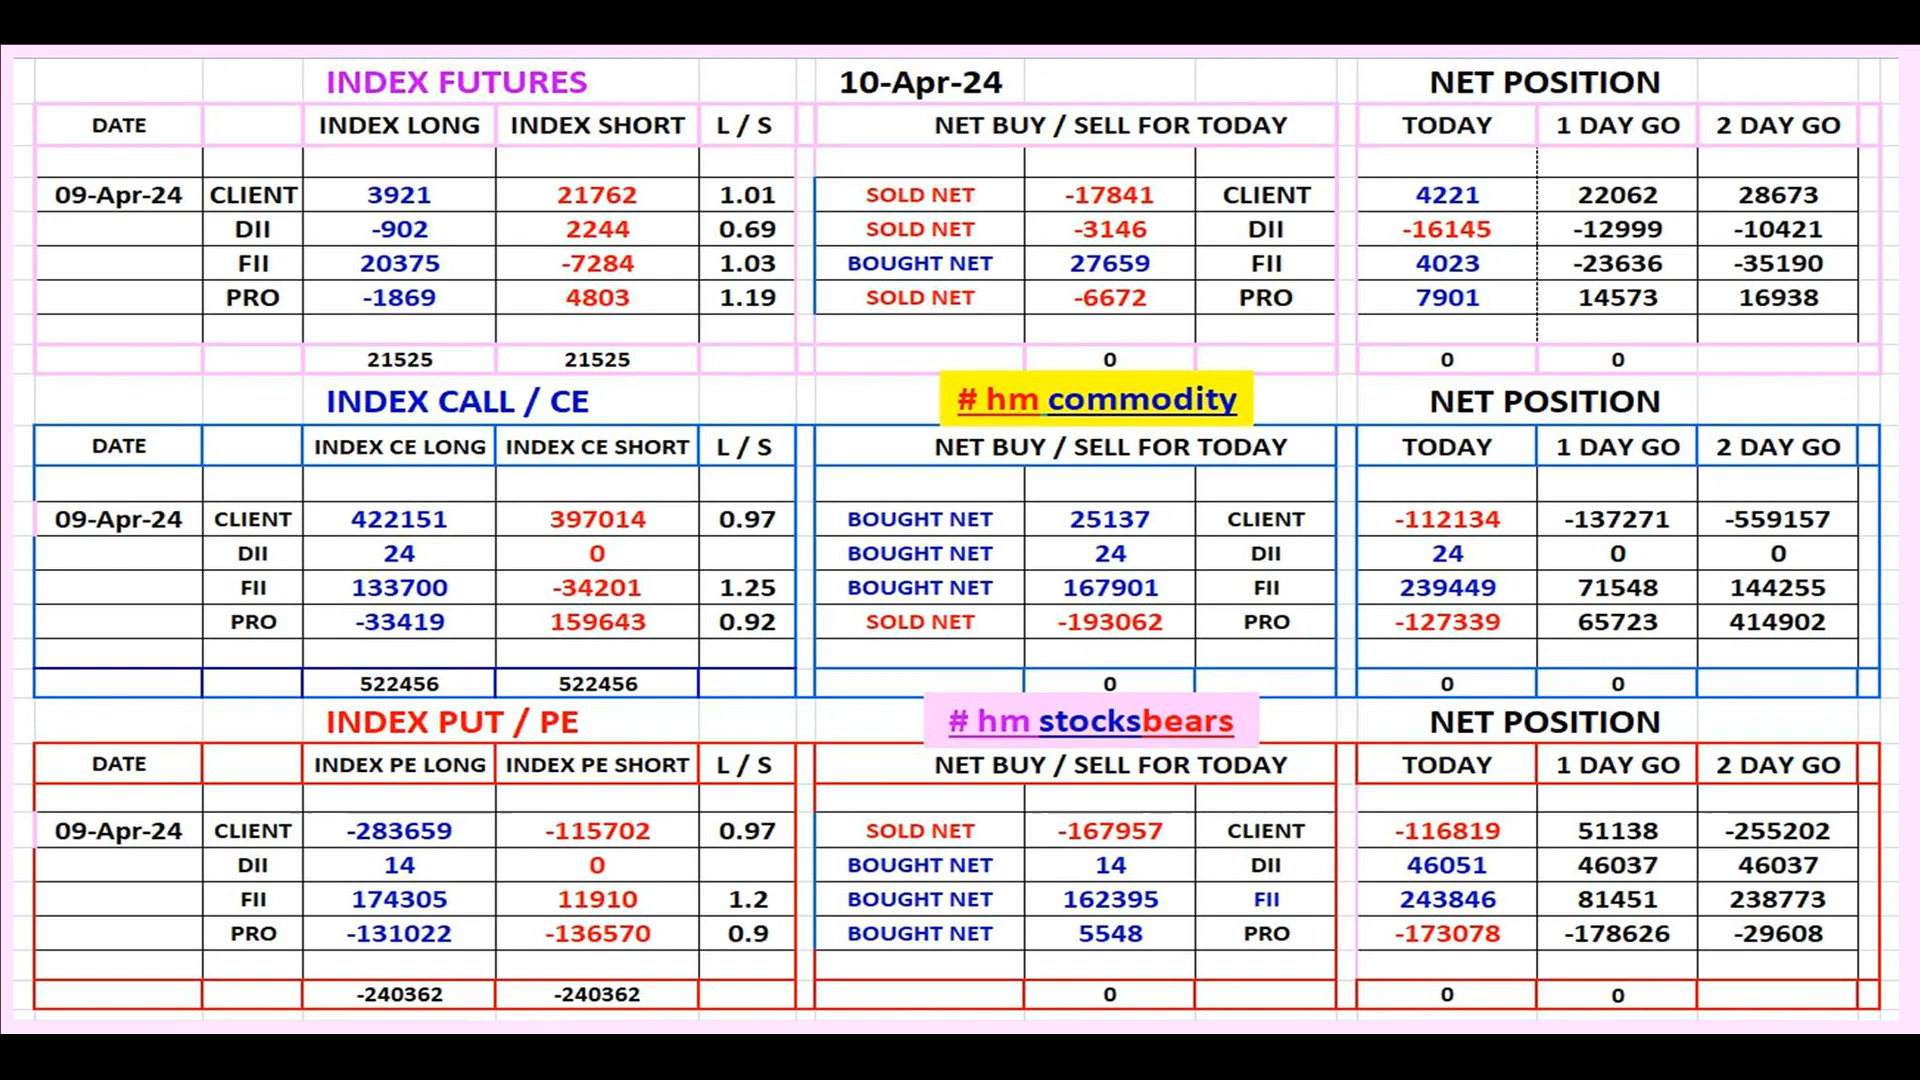 INDEX FUTURES 10-Apr-24 NET POSITION
DATE INDEX LONG INDEX SHORT L / S NET BUY / SELL FOR TODAY TODAY 1 DAY GO 2 DAY GO
09-Apr-24 CLIENT 3921 21762 1.01 SOLD NET -17841 CLIENT 4221 22062 28673
DII -902 2244 0.69 SOLD NET -3146 DII -16145 -12999 -10421
FII 20375 -7284 1.03 BOUGHT NET 27659 FII 4023 -23636 -35190
PRO -1869 4803 1.19 SOLD NET -6672 PRO 7901 14573 16938
21525 21525 0 0 0
INDEX CALL / CE # hm commodity NET POSITION
DATE INDEX CE LONG INDEX CE SHORT L / S NET BUY / SELL FOR TODAY TODAY 1 DAY GO 2 DAY GO
09-Apr-24 CLIENT 422151 397014 0.97 BOUGHT NET 25137 CLIENT -112134 -137271 -559157
DII 24 0 BOUGHT NET 24 DII 24 0 0
FII 133700 -34201 1.25 BOUGHT NET 167901 FII 239449 71548 144255
PRO -33419 159643 0.92 SOLD NET -193062 PRO -127339 65723 414902
522456 522456 0 0 0
INDEX PUT / PE # hm stocksbears NET POSITION
DATE INDEX PE LONG INDEX PE SHORT L / S NET BUY / SELL FOR TODAY TODAY 1 DAY GO 2 DAY GO
09-Apr-24 CLIENT -283659 -115702 0.97 SOLD NET -167957 CLIENT -116819 51138 -255202
DII 14 0 BOUGHT NET 14 DII 46051 46037 46037
FII 174305 11910 1.2 BOUGHT NET 162395 FII 243846 81451 238773
PRO -131022 -136570 0.9 BOUGHT NET 5548 PRO -173078 -178626 -29608
-240362 -240362 0 0 0